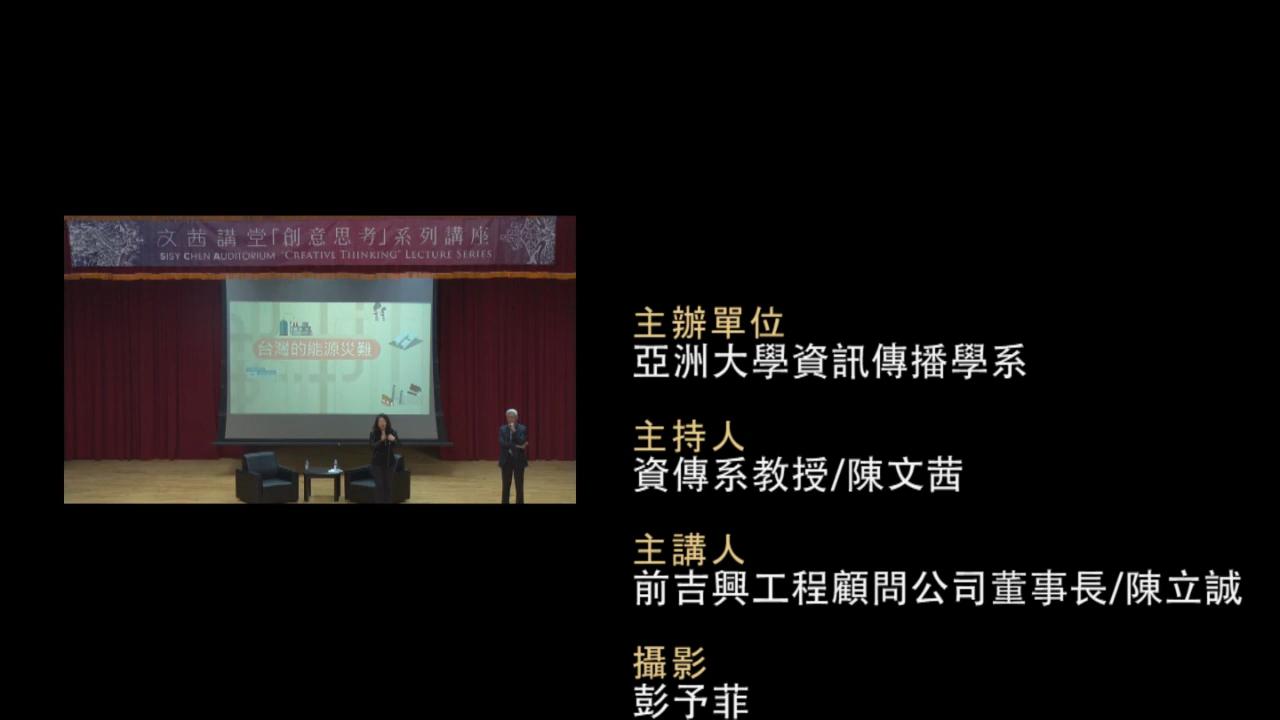 文茜講堂「創意思考」系列講座
SISY CHEN AUDITORIUM "CREATIVE THINKING" LECTURE SERIES
台灣的能源災難
主辦單位
亞洲大學資訊傳播學系
主持人
資傳系教授/陳文茜
主講人
前吉興工程顧問公司董事長/陳立誠
攝影
彭予菲